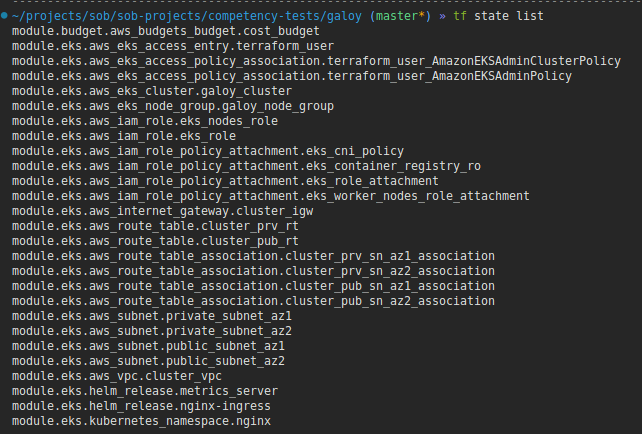 ~/projects/sob/sob-projects/competency-tests/galoy (master*) » tf state list
module.budget.aws_budgets_budget.cost_budget
module.eks.aws_eks_access_entry.terraform_user
module.eks.aws_eks_access_policy_association.terraform_user_AmazonEKSAdminClusterPolicy
module.eks.aws_eks_access_policy_association.terraform_user_AmazonEKSAdminPolicy
module.eks.aws_eks_cluster.galoy_cluster
module.eks.aws_eks_node_group.galoy_node_group
module.eks.aws_iam_role.eks_nodes_role
module.eks.aws_iam_role.eks_role
module.eks.aws_iam_role_policy_attachment.eks_cni_policy
module.eks.aws_iam_role_policy_attachment.eks_container_registry_ro
module.eks.aws_iam_role_policy_attachment.eks_role_attachment
module.eks.aws_iam_role_policy_attachment.eks_worker_nodes_role_attachment
module.eks.aws_internet_gateway.cluster_igw
module.eks.aws_route_table.cluster_prv_rt
module.eks.aws_route_table.cluster_pub_rt
module.eks.aws_route_table_association.cluster_prv_sn_az1_association
module.eks.aws_route_table_association.cluster_prv_sn_az2_association
module.eks.aws_route_table_association.cluster_pub_sn_az1_association
module.eks.aws_route_table_association.cluster_pub_sn_az2_association
module.eks.aws_subnet.private_subnet_az1
module.eks.aws_subnet.private_subnet_az2
module.eks.aws_subnet.public_subnet_az1
module.eks.aws_subnet.public_subnet_az2
module.eks.aws_vpc.cluster_vpc
module.eks.helm_release.metrics_server
module.eks.helm_release.nginx-ingress
module.eks.kubernetes_namespace.nginx